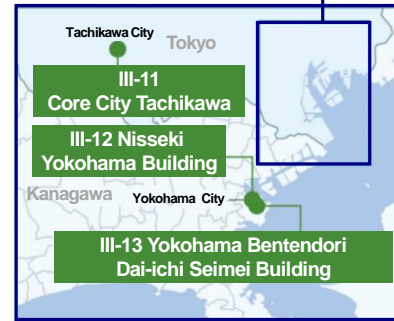 Tachikawa City
Tokyo
III-11
Core City Tachikawa
III-12 Nisseki
Yokohama Building
Kanagawa
Yokohama City
III-13 Yokohama Bentendori
Dai-ichi Seimei Building